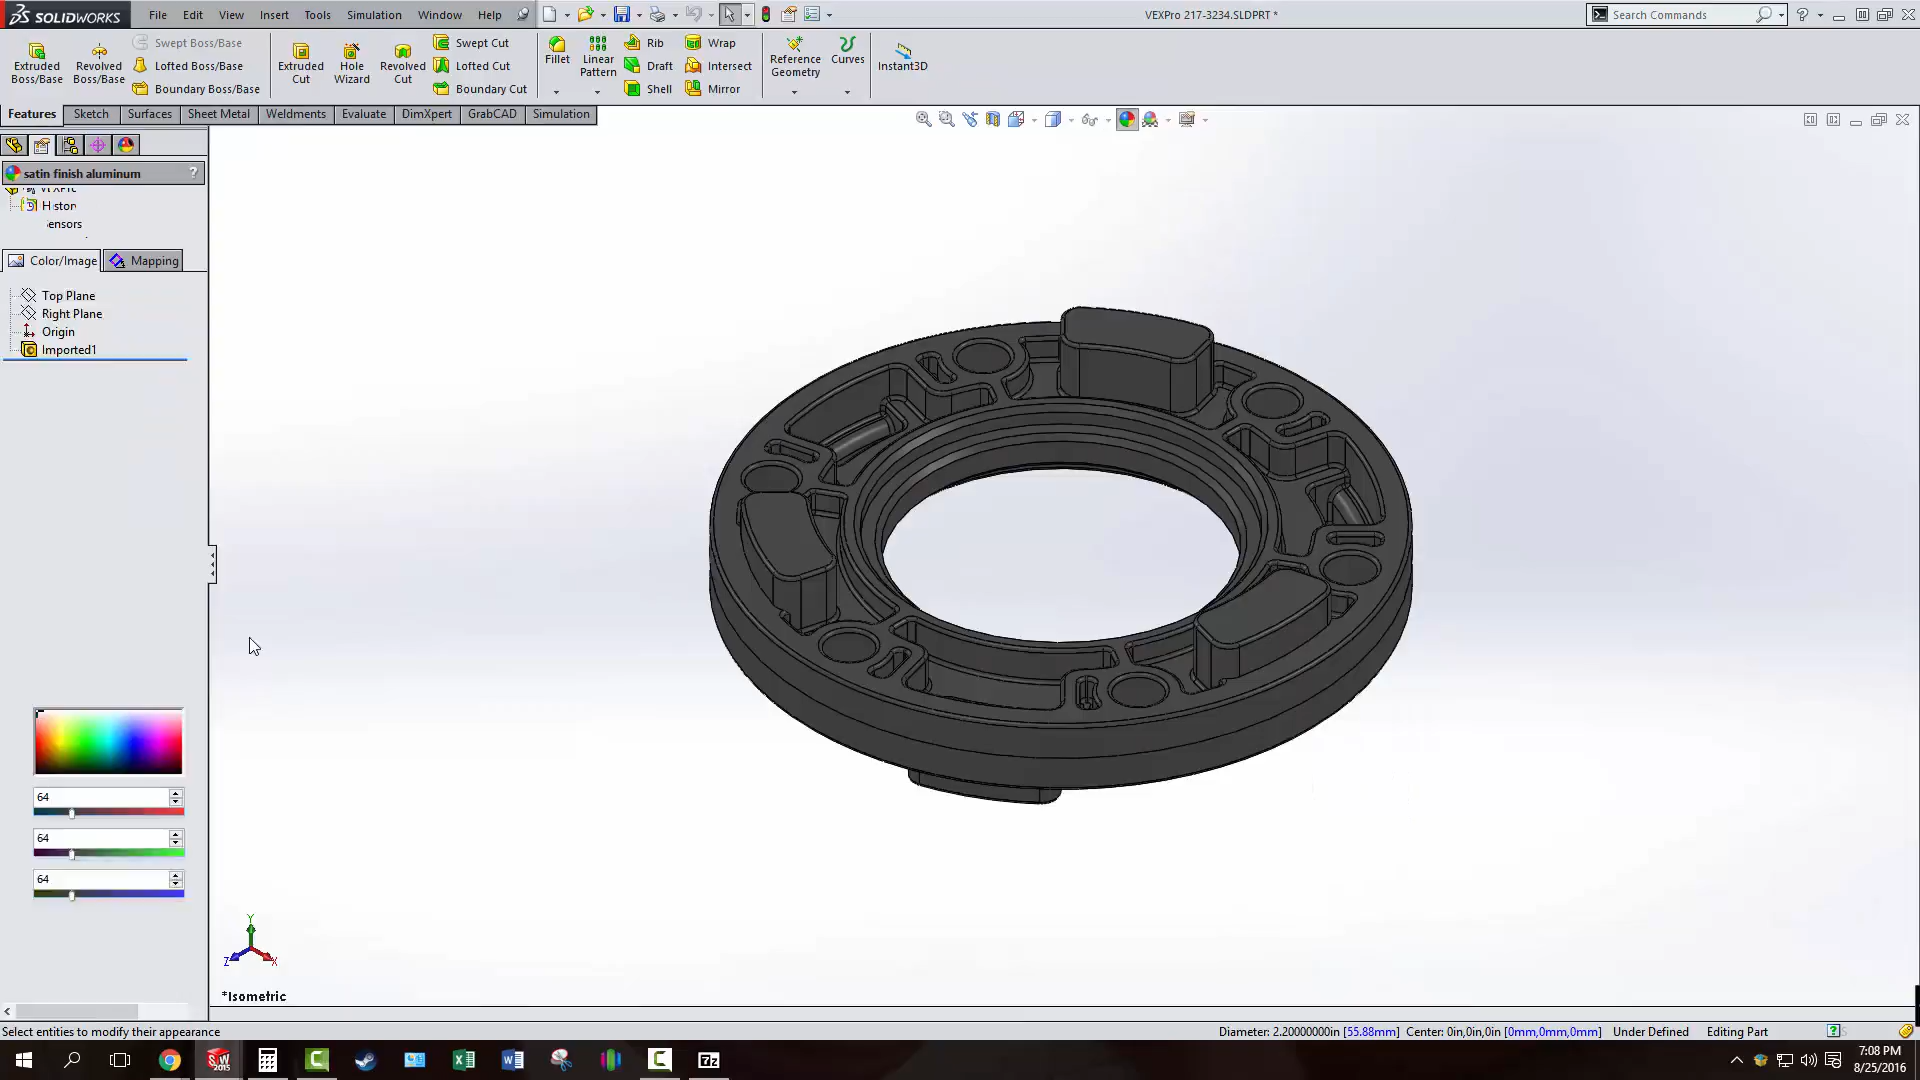 SOLIDWORKS File Edit View Insert Tools Simulation Window Help VEXPro 217-3234.SLDPRT * Search Commands
Extruded Boss/Base
Revolved Boss/Base
Swept Boss/Base
Lofted Boss/Base
Boundary Boss/Base
Extruded Cut
Hole Wizard
Revolved Cut
Swept Cut
Lofted Cut
Boundary Cut
Fillet
Linear Pattern
Rib
Draft
Shell
Wrap
Intersect
Mirror
Reference Geometry
Curves
Instant3D
Features Sketch Surfaces Sheet Metal Weldments Evaluate DimXpert GrabCAD Simulation
satin finish aluminum ?
Color/Image Mapping
Top Plane
Right Plane
Origin
Imported1
64
64
64
Y
Z X
*Isometric
Select entities to modify their appearance Diameter: 2.20000000in [55.88mm] Center: 0in,0in,0in [0mm,0mm,0mm] Under Defined Editing Part
7:08 PM
8/25/2016